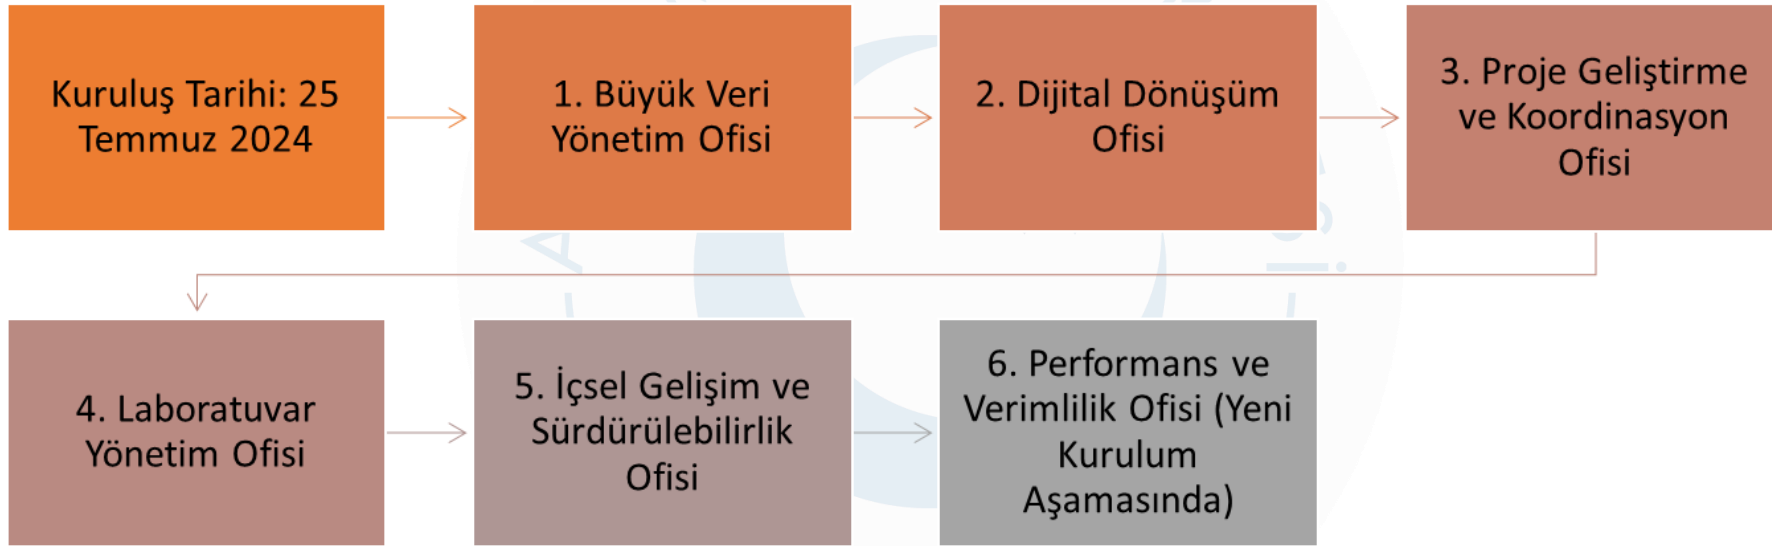 Kuruluş Tarihi: 25
Temmuz 2024
1. Büyük Veri
Yönetim Ofisi
2. Dijital Dönüşüm
Ofisi
3. Proje Geliştirme
ve Koordinasyon
Ofisi
4. Laboratuvar
Yönetim Ofisi
5. İçsel Gelişim ve
Sürdürülebilirlik
Ofisi
6. Performans ve
Verimlilik Ofisi (Yeni
Kurulum
Aşamasında)